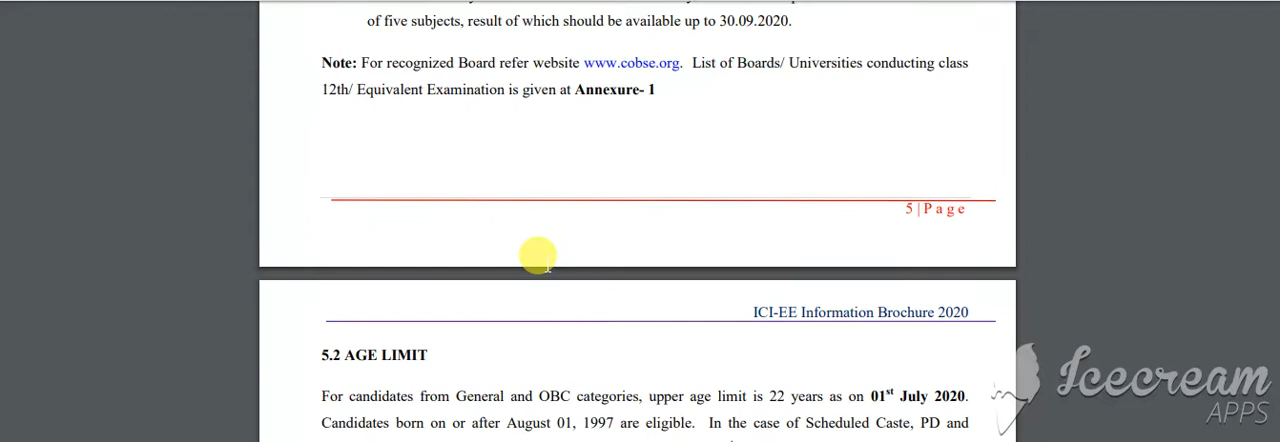 of five subjects, result of which should be available up to 30.09.2020.
Note: For recognized Board refer website www.cobse.org. List of Boards/ Universities conducting class
12th/ Equivalent Examination is given at Annexure- 1
5 | P a g e
ICI-EE Information Brochure 2020
5.2 AGE LIMIT
For candidates from General and OBC categories, upper age limit is 22 years as on 01st July 2020.
Candidates born on or after August 01, 1997 are eligible. In the case of Scheduled Caste, PD and
Icecream
APPS